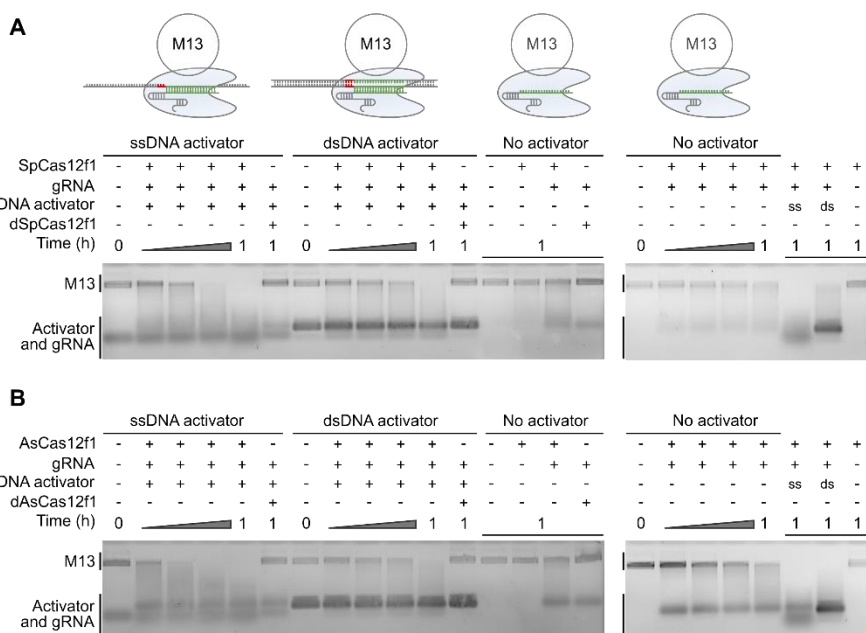 A
M13 M13 M13 M13
ssDNA activator dsDNA activator No activator No activator
SpCas12f1 - + + + + - - + + + + - - + + - - + + + + + + +
gRNA + + + + + + + + + + + + - - + + + + + + + + + -
DNA activator + + + + + + + + + + + + - - - - - - - - - ss ds -
dSpCas12f1 - - - - - + - - - - - + - - - + - - - - - - - -
Time (h) 0 1 1 0 1 1 1 0 1 1 1 1
M13
Activator
and gRNA
B
ssDNA activator dsDNA activator No activator No activator
AsCas12f1 - + + + + - - + + + + - - + + - - + + + + + + +
gRNA - + + + + + - + + + + + - - + + - + + + + + + -
DNA activator - + + + + + - + + + + + - - - - - - - - - ss ds -
dAsCas12f1 - - - - - + - - - - - + - - - + - - - - - - - -
Time (h) 0 1 1 0 1 1 1 0 1 1 1 1
M13
Activator
and gRNA